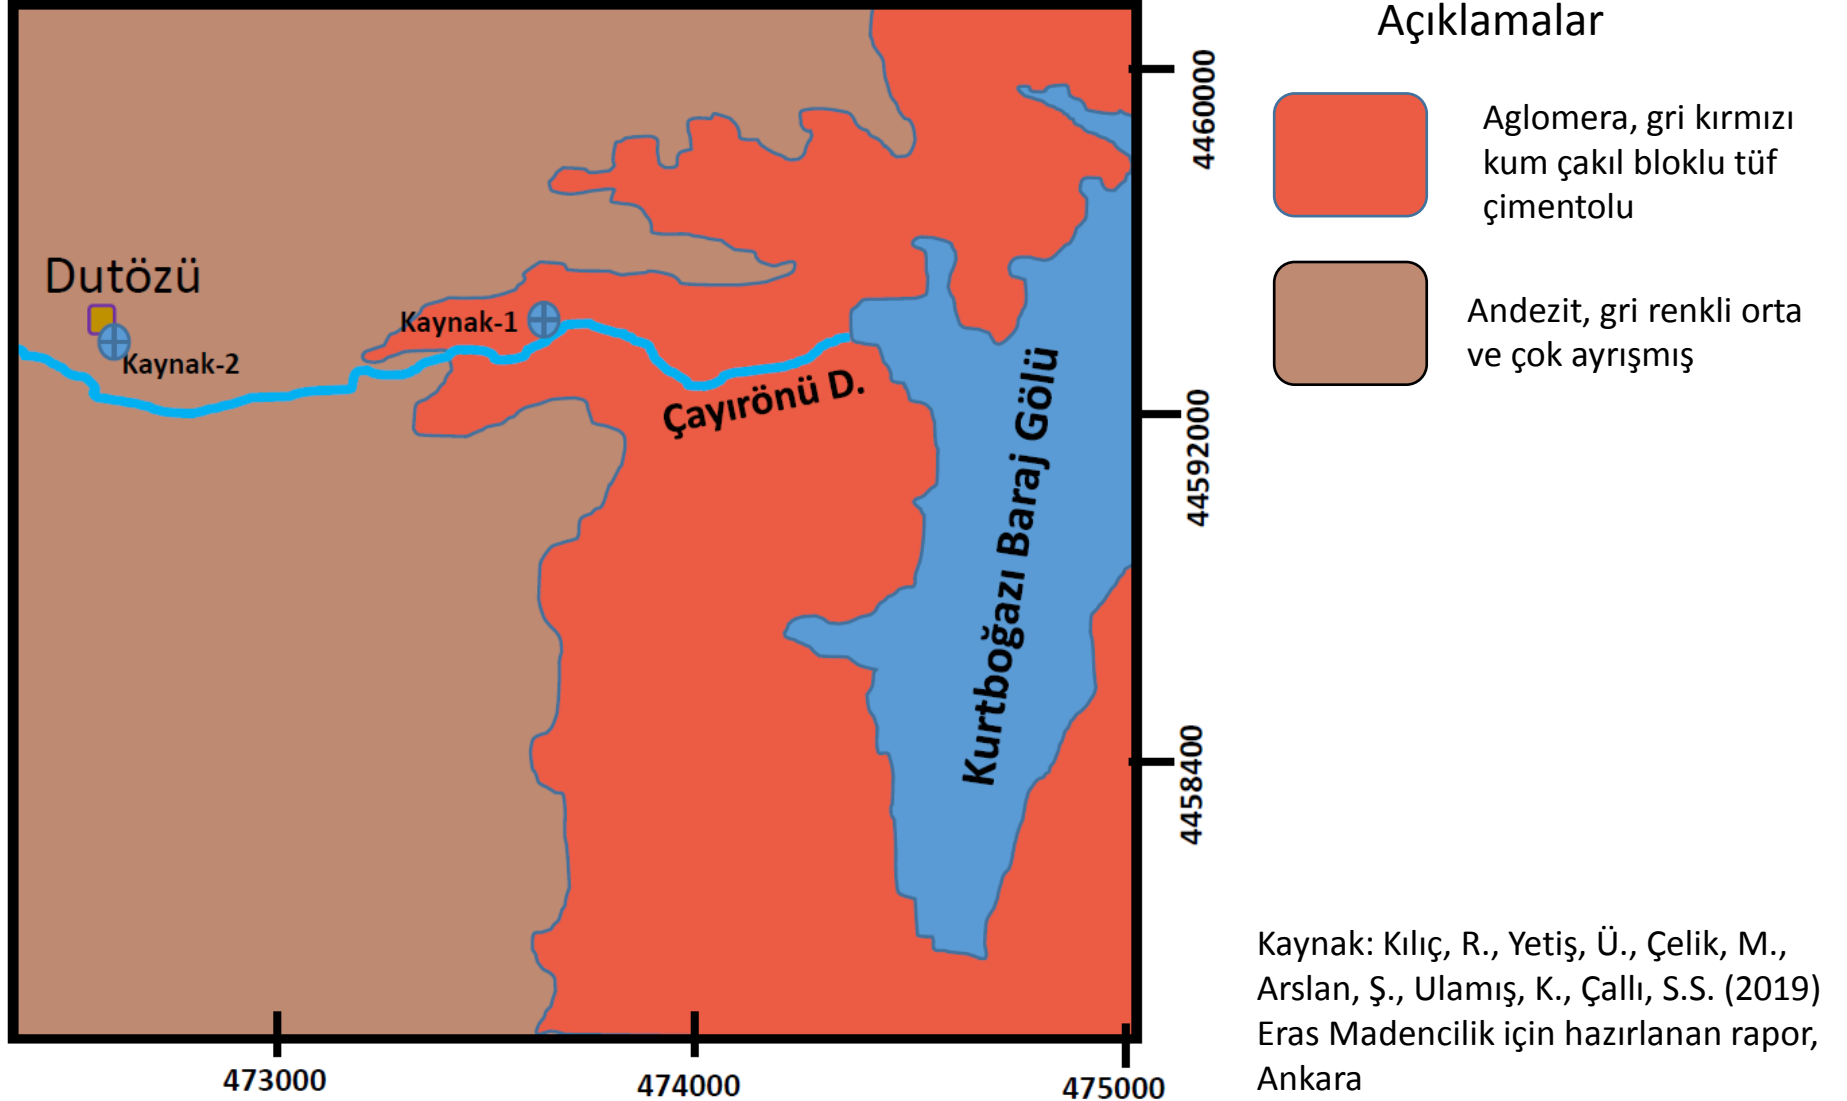 Açıklamalar
Aglomera, gri kırmızı
kum çakıl bloklu tüf
çimentolu
Andezit, gri renkli orta
ve çok ayrışmış
Dutözü
Kaynak-1
Kaynak-2
Çayırönü D.
Kurtboğazı Baraj Gölü
4460000
44592000
4458400
473000
474000
475000
Kaynak: Kılıç, R., Yetiş, Ü., Çelik, M.,
Arslan, Ş., Ulamış, K., Çallı, S.S. (2019)
Eras Madencilik için hazırlanan rapor,
Ankara